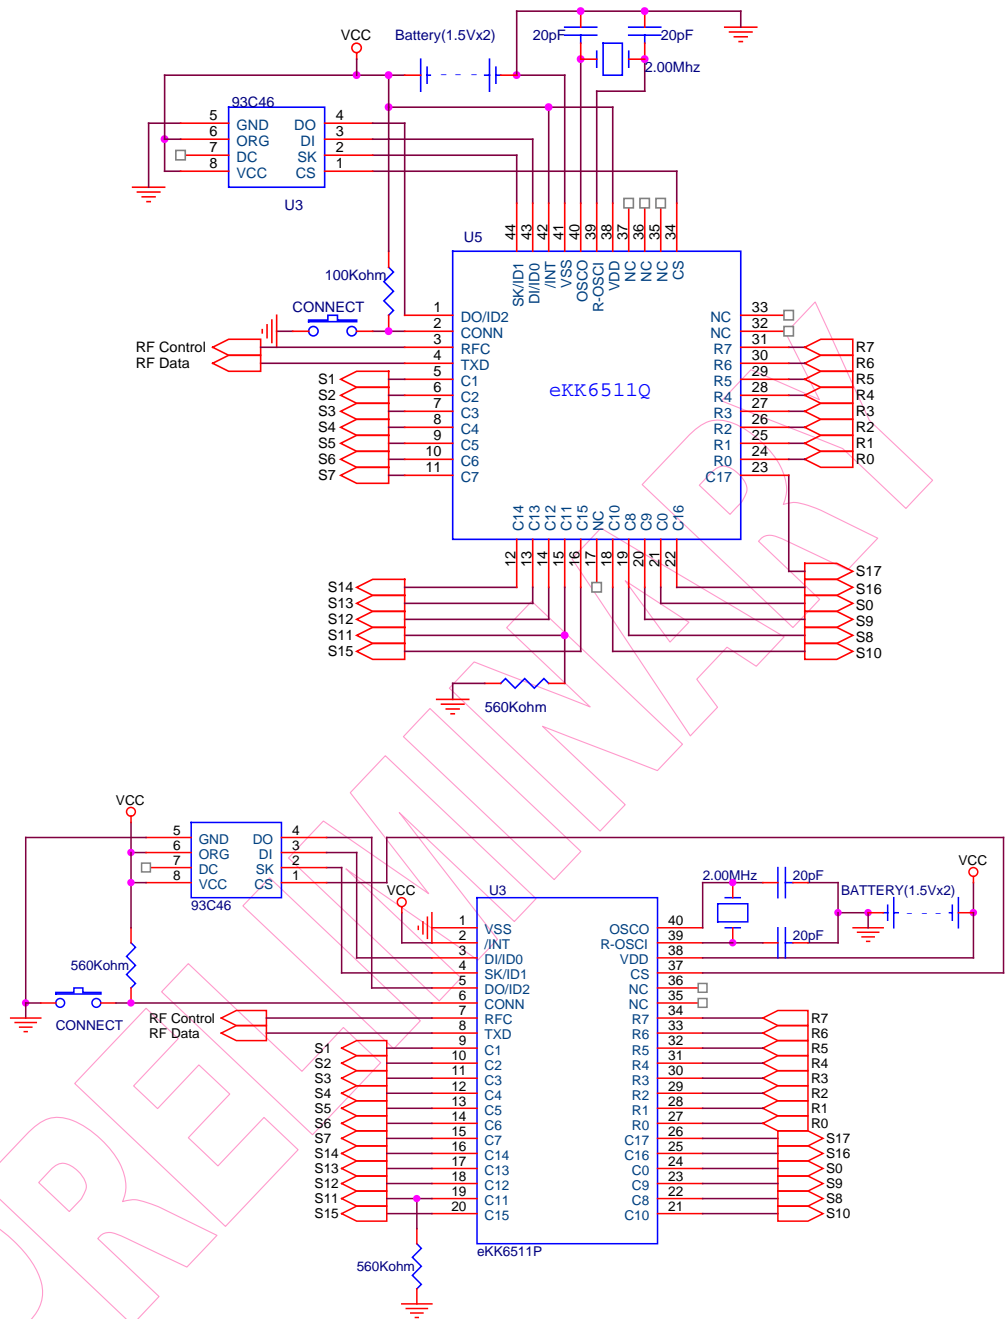 VCC
Battery(1.5Vx2)
20pF
20pF
2.00Mhz
93C46
5 GND DO 4
6 ORG DI 3
7 DC SK 2
8 VCC CS 1
U3
U5
44 43 42 41 40 39 38 37 36 35 34
SK/ID1 DI/ID0 /INT VSS OSCO R-OSCI VDD NC NC NC CS
100Kohm
CONNECT
RF Control
RF Data
1 DO/ID2
2 CONN
3 RFC
4 TXD
S1 5 C1
S2 6 C2
S3 7 C3
S4 8 C4
S5 9 C5
S6 10 C6
S7 11 C7
eKK6511Q
NC 33
NC 32
R7 31 R7
R6 30 R6
R5 29 R5
R4 28 R4
R3 27 R3
R2 26 R2
R1 25 R1
R0 24 R0
C17 23
C14 C13 C12 C11 C15 NC C10 C8 C9 C0 C16
12 13 14 15 16 17 18 19 20 21 22
S14
S13
S12
S11
S15
S17
S16
S0
S9
S8
S10
560Kohm
PRELIMINARY
VCC
5 GND DO 4
6 ORG DI 3
7 DC SK 2
8 VCC CS 1
93C46
VCC
U3
2.00MHz
20pF
20pF
BATTERY(1.5Vx2)
VCC
560Kohm
CONNECT
RF Control
RF Data
1 VSS OSCO 40
2 /INT R-OSCI 39
3 DI/ID0 VDD 38
4 SK/ID1 CS 37
5 DO/ID2 NC 36
6 CONN NC 35
7 RFC R7 34 R7
8 TXD R6 33 R6
S1 9 C1 R5 32 R5
S2 10 C2 R4 31 R4
S3 11 C3 R3 30 R3
S4 12 C4 R2 29 R2
S5 13 C5 R1 28 R1
S6 14 C6 R0 27 R0
S7 15 C7 C17 26 S17
S14 16 C14 C16 25 S16
S13 17 C13 C0 24 S0
S12 18 C12 C9 23 S9
S11 19 C11 C8 22 S8
S15 20 C15 C10 21 S10
eKK6511P
560Kohm